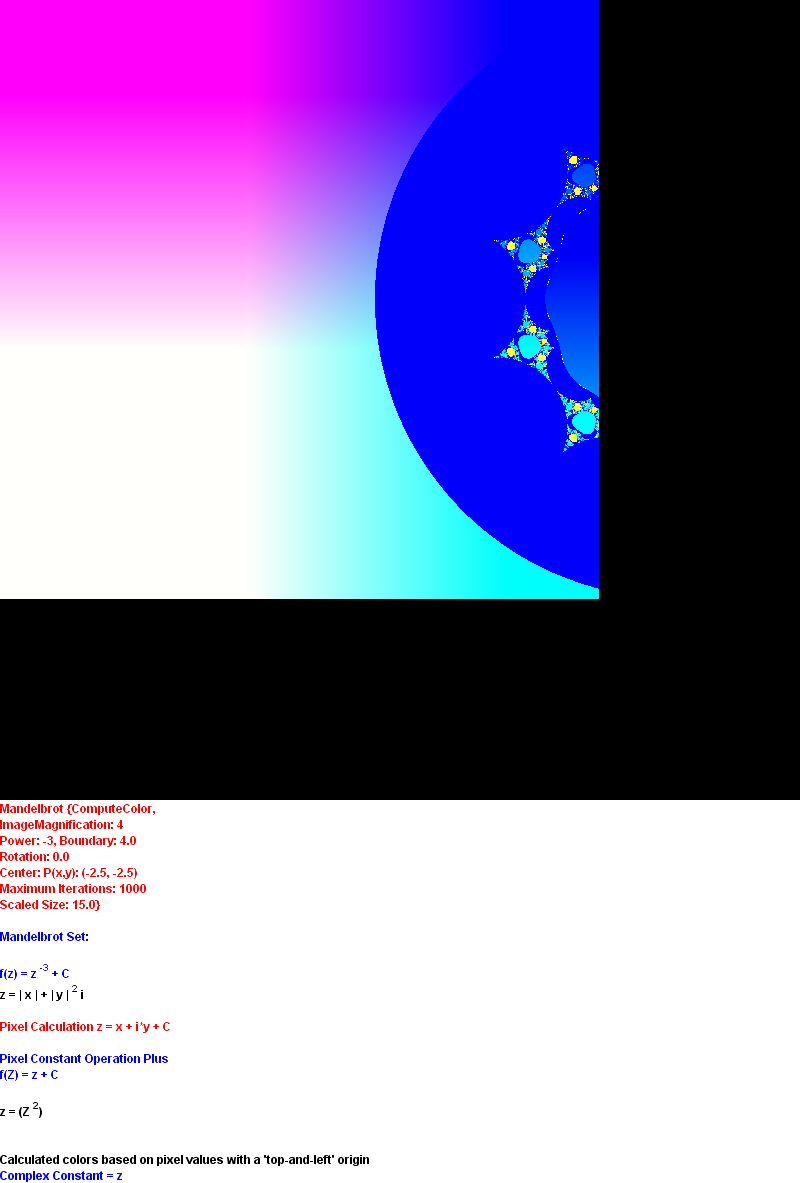 Mandelbrot {ComputeColor,
ImageMagnification: 4
Power: -3, Boundary: 4.0
Rotation: 0.0
Center: P(x,y): (-2.5, -2.5)
Maximum Iterations: 1000
Scaled Size: 15.0}
Mandelbrot Set:
f(z) = z -3 + C
z = | x | + | y | 2 i
Pixel Calculation z = x + i*y + C
Pixel Constant Operation Plus
f(Z) = z + C
z = (Z 2)
Calculated colors based on pixel values with a 'top-and-left' origin
Complex Constant = z